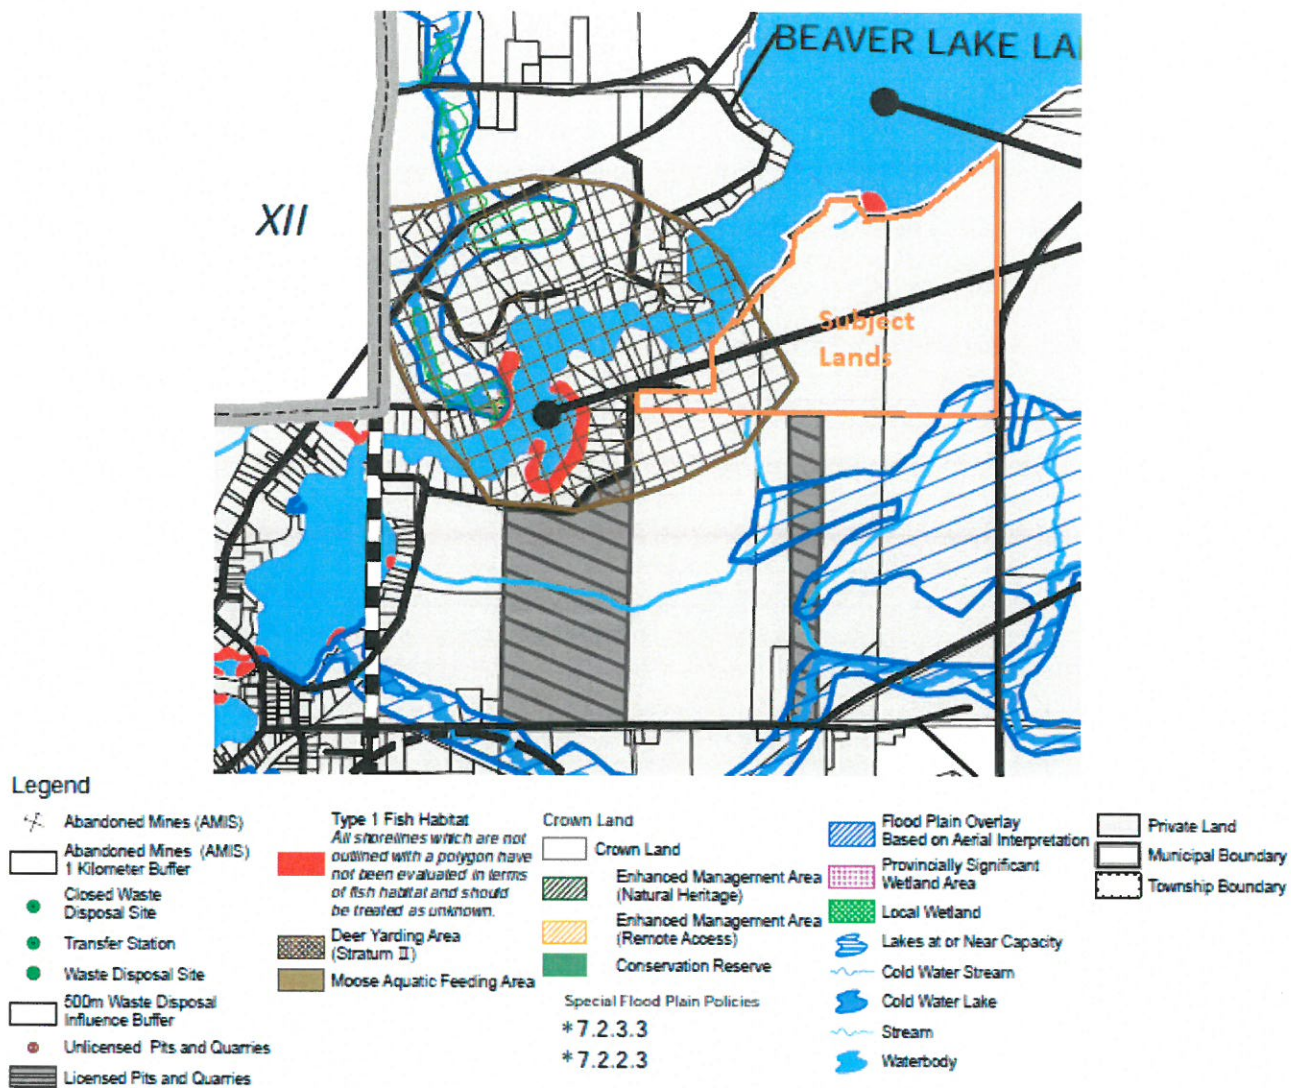 BEAVER LAKE LA
XII
Subject
Lands
Legend
Abandoned Mines (AMIS)
Abandoned Mines (AMIS)
1 Kilometer Buffer
Closed Waste
Disposal Site
Transfer Station
Waste Disposal Site
500m Waste Disposal
Influence Buffer
Unlicensed Pits and Quarries
Licensed Pits and Quarries
Type 1 Fish Habitat
All shorelines which are not
outlined with a polygon have
not been evaluated in terms
of fish habitat and should
be treated as unknown.
Deer Yarding Area
(Stratum II)
Moose Aquatic Feeding Area
Crown Land
Crown Land
Enhanced Management Area
(Natural Heritage)
Enhanced Management Area
(Remote Access)
Conservation Reserve
Special Flood Plain Policies
*7.2.3.3
*7.2.2.3
Flood Plain Overlay
Based on Aerial Interpretation
Provincially Significant
Wetland Area
Local Wetland
Lakes at or Near Capacity
Cold Water Stream
Cold Water Lake
Stream
Waterbody
Private Land
Municipal Boundary
Township Boundary